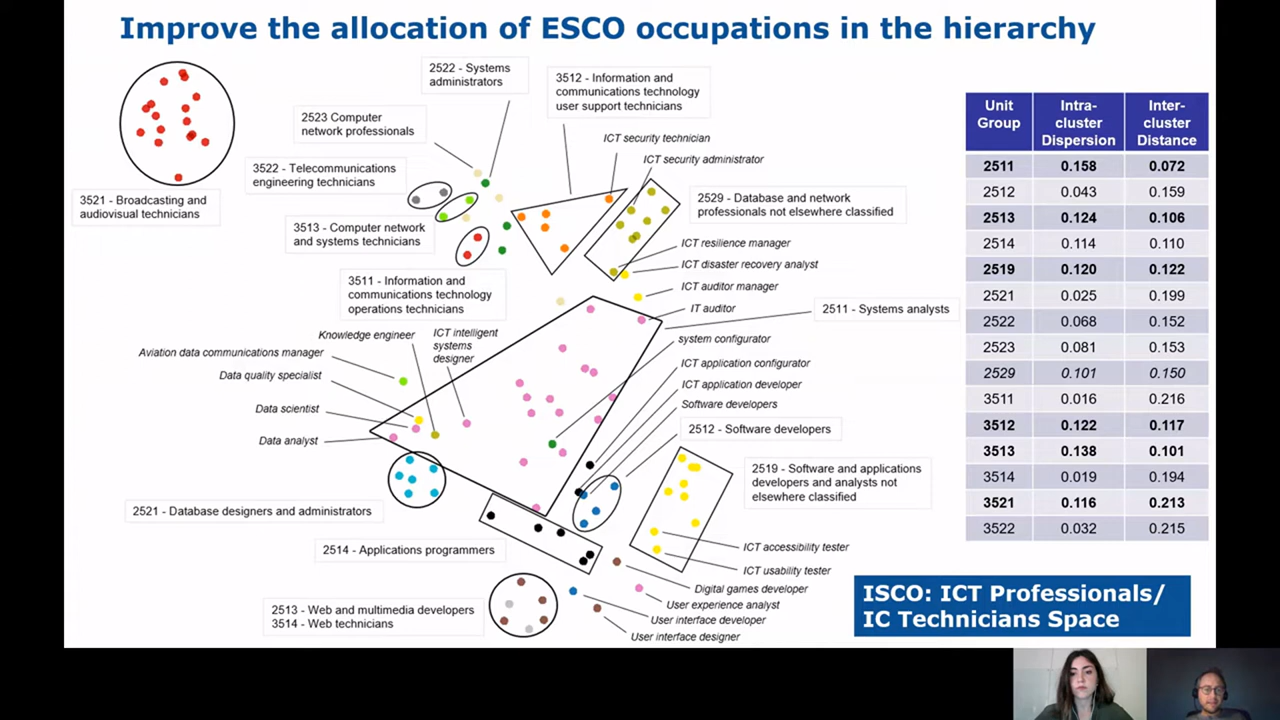 Improve the allocation of ESCO occupations in the hierarchy
2522 - Systems
administrators
3512 - Information and
communications technology
user support technicians
2523 Computer
network professionals
ICT security technician
ICT security administrator
3522 - Telecommunications
engineering technicians
3521 - Broadcasting and
audiovisual technicians
2529 - Database and network
professionals not elsewhere classified
3513 - Computer network
and systems technicians
ICT resilience manager
ICT disaster recovery analyst
3511 - Information and
communications technology
operations technicians
ICT auditor manager
IT auditor
2511 - Systems analysts
Knowledge engineer
ICT intelligent
systems
designer
system configurator
Aviation data communications manager
ICT application configurator
Data quality specialist
ICT application developer
Data scientist
Software developers
Data analyst
2512 - Software developers
2519 - Software and applications
developers and analysts not
elsewhere classified
2521 - Database designers and administrators
2514 - Applications programmers
ICT accessibility tester
ICT usability tester
Digital games developer
User experience analyst
2513 - Web and multimedia developers
3514 - Web technicians
User interface developer
User interface designer
Unit Group Intra-cluster Dispersion Inter-cluster Distance
2511 0.158 0.072
2512 0.043 0.159
2513 0.124 0.106
2514 0.114 0.110
2519 0.120 0.122
2521 0.025 0.199
2522 0.068 0.152
2523 0.081 0.153
2529 0.101 0.150
3511 0.016 0.216
3512 0.122 0.117
3513 0.138 0.101
3514 0.019 0.194
3521 0.116 0.213
3522 0.032 0.215
ISCO: ICT Professionals/
IC Technicians Space